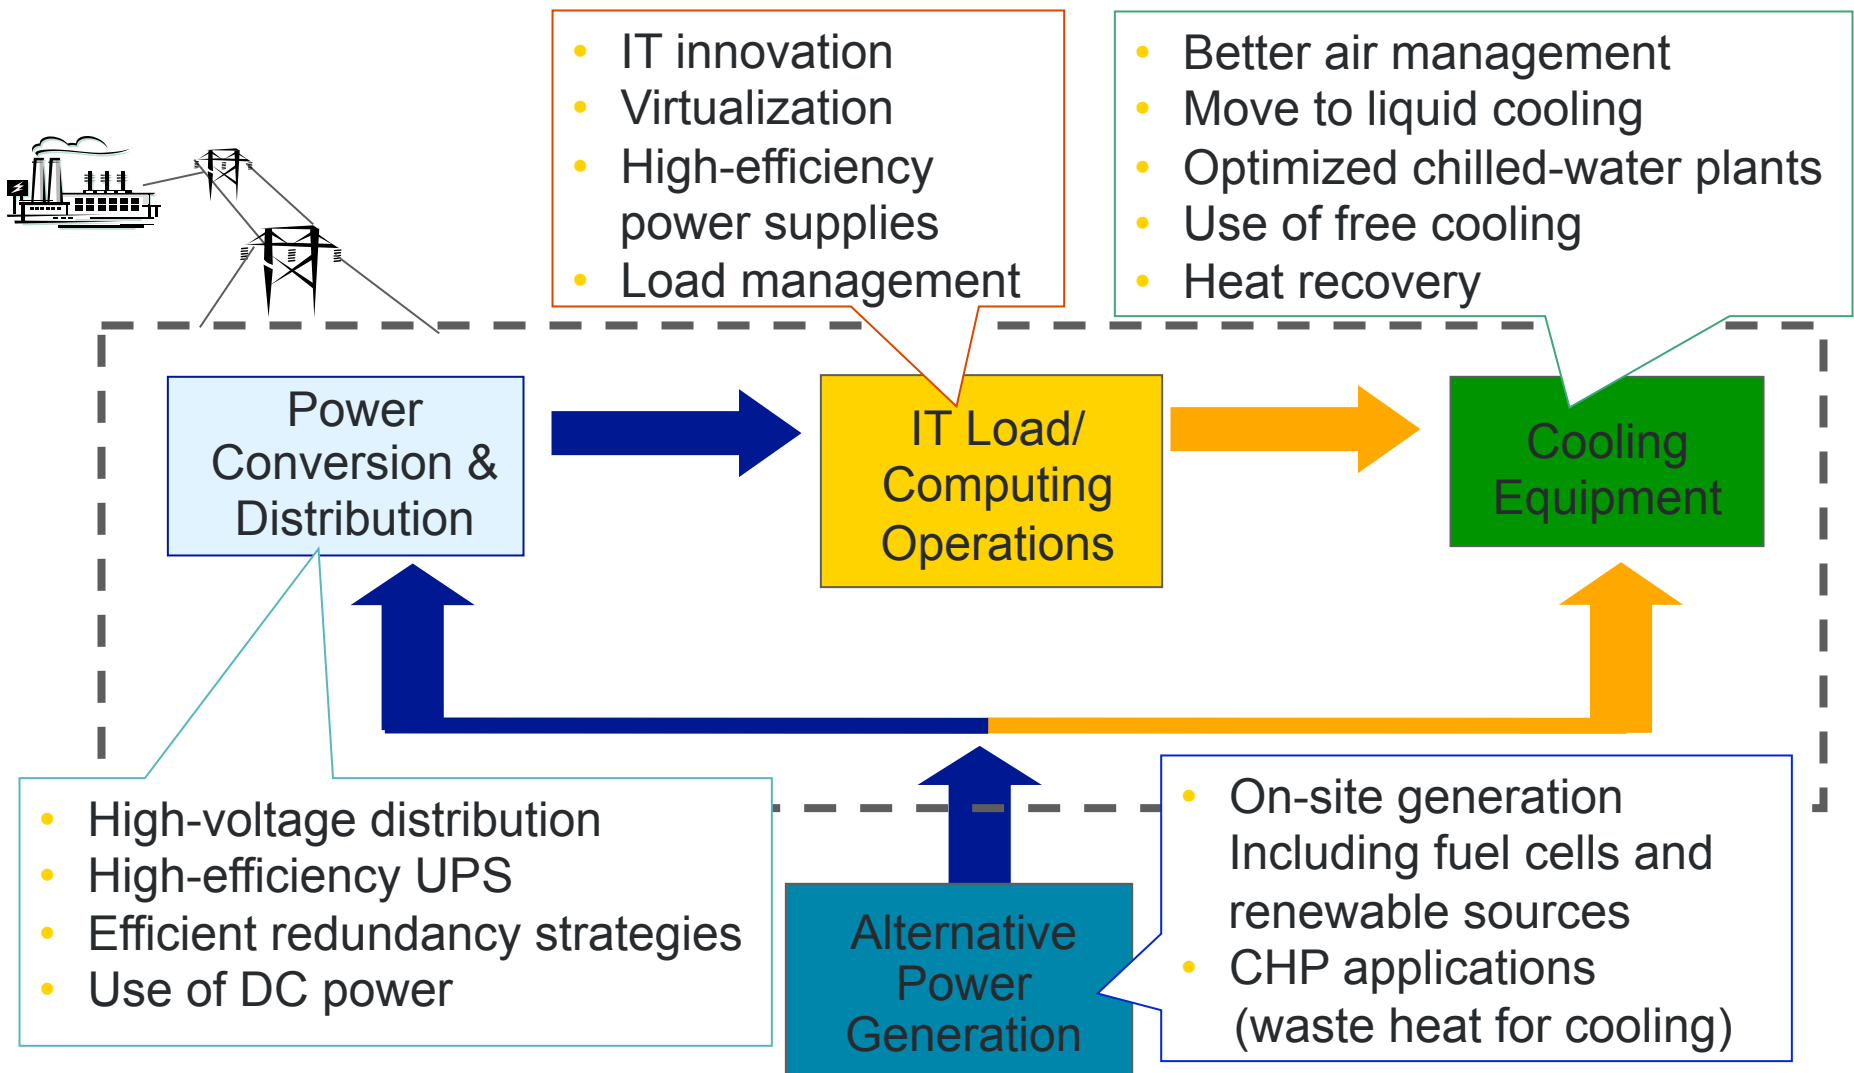 • IT innovation
• Virtualization
• High-efficiency
power supplies
• Load management
• Better air management
• Move to liquid cooling
• Optimized chilled-water plants
• Use of free cooling
• Heat recovery
Power
Conversion &
Distribution
IT Load/
Computing
Operations
Cooling
Equipment
• High-voltage distribution
• High-efficiency UPS
• Efficient redundancy strategies
• Use of DC power
Alternative
Power
Generation
• On-site generation
Including fuel cells and
renewable sources
• CHP applications
(waste heat for cooling)